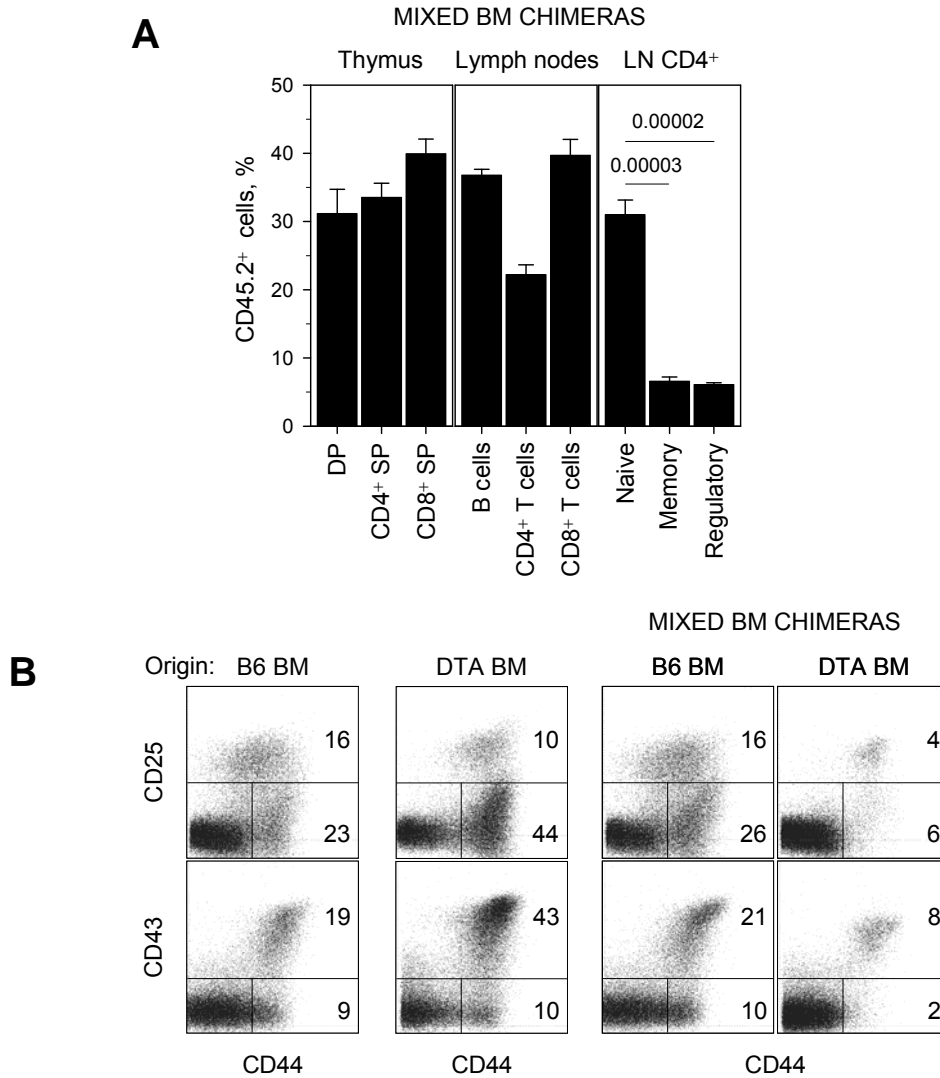 MIXED BM CHIMERAS
A
Thymus Lymph nodes LN CD4+
50
40
30
20
10
0
CD45.2+ cells, %
0.00002
0.00003
DP
CD4+ SP
CD8+ SP
B cells
CD4+ T cells
CD8+ T cells
Naive
Memory
Regulatory
MIXED BM CHIMERAS
B
Origin: B6 BM DTA BM B6 BM DTA BM
CD25
16 10 16 4
23 44 26 6
CD43
19 43 21 8
9 10 10 2
CD44 CD44 CD44